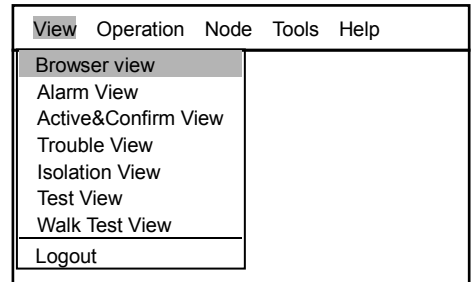 View Operation Node Tools Help
Browser view
Alarm View
Active&Confirm View
Trouble View
Isolation View
Test View
Walk Test View
Logout